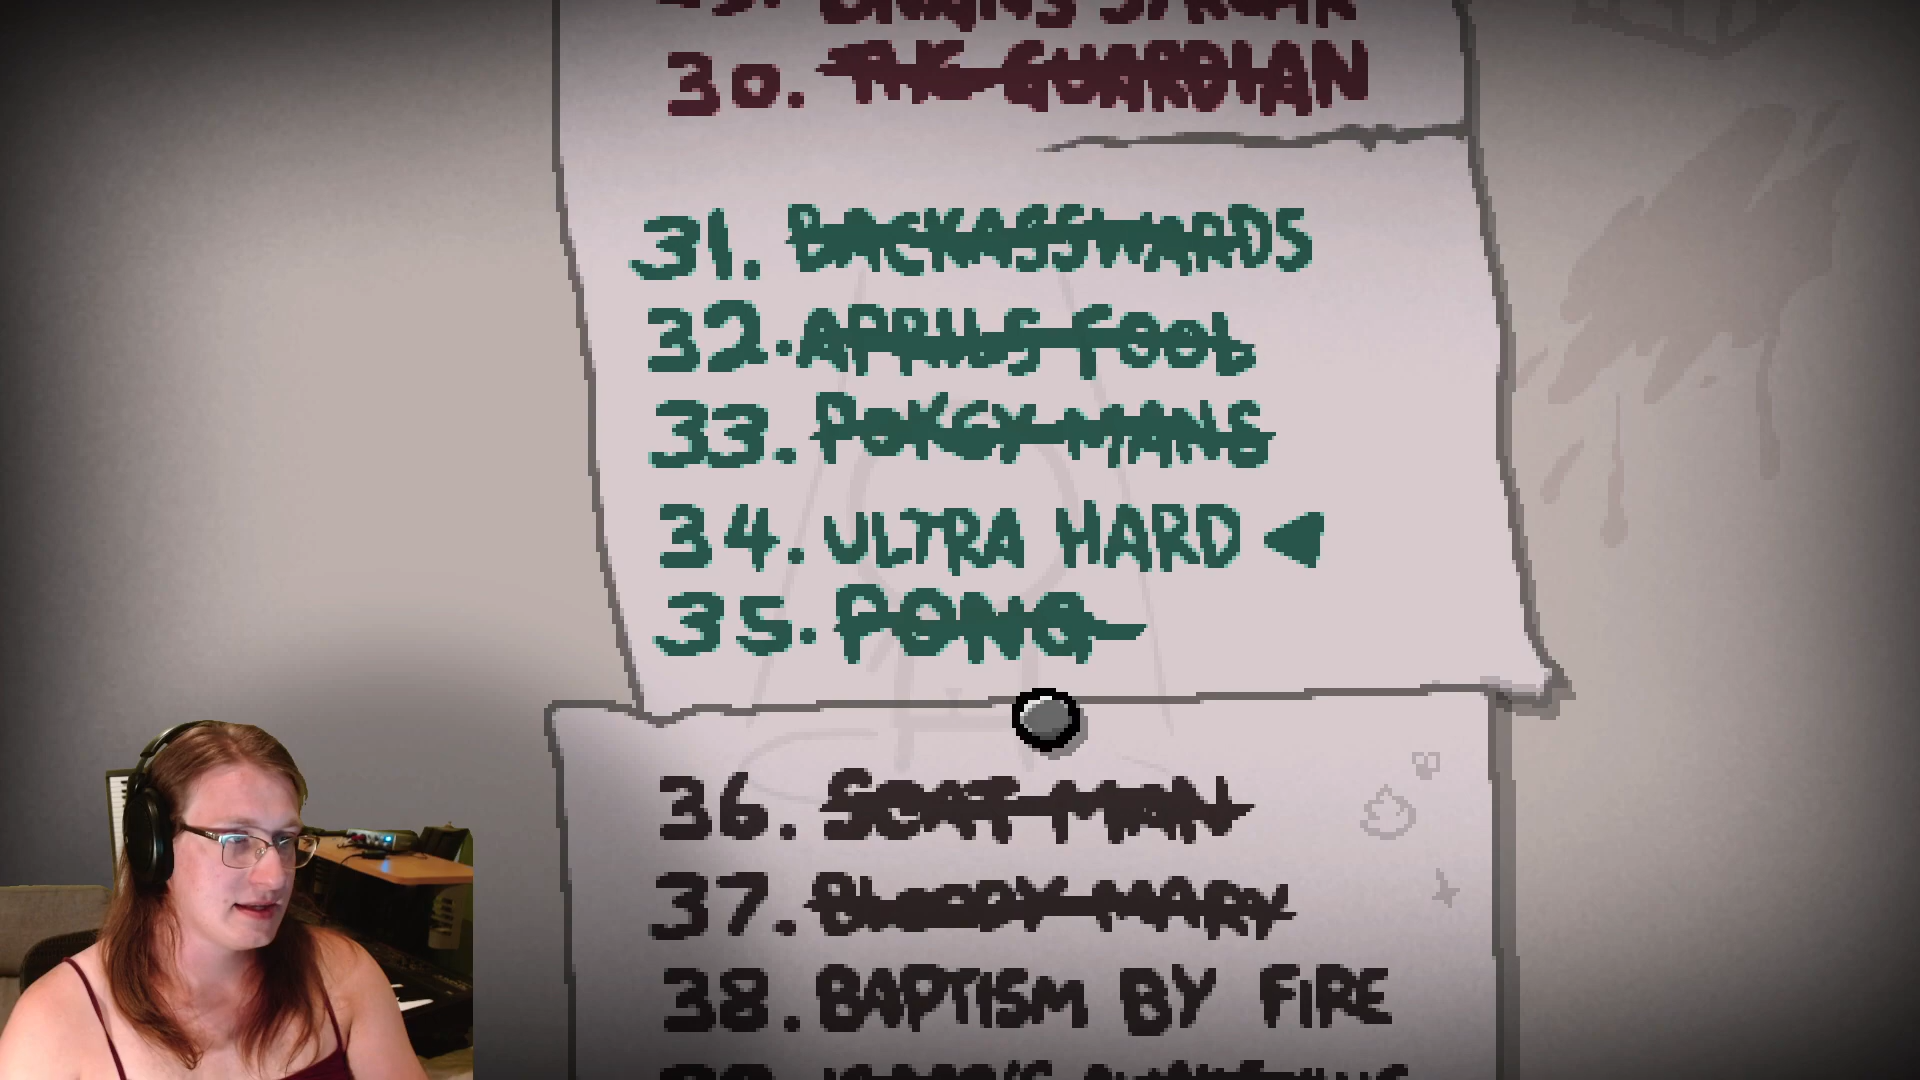 30. THE GUARDIAN
31. BACKASSWARDS
32. APRILS FOOL
33. POKEY MANS
34. ULTRA HARD
35. PONG
36. SCAT MAN
37. BLOODY MARY
38. BAPTISM BY FIRE